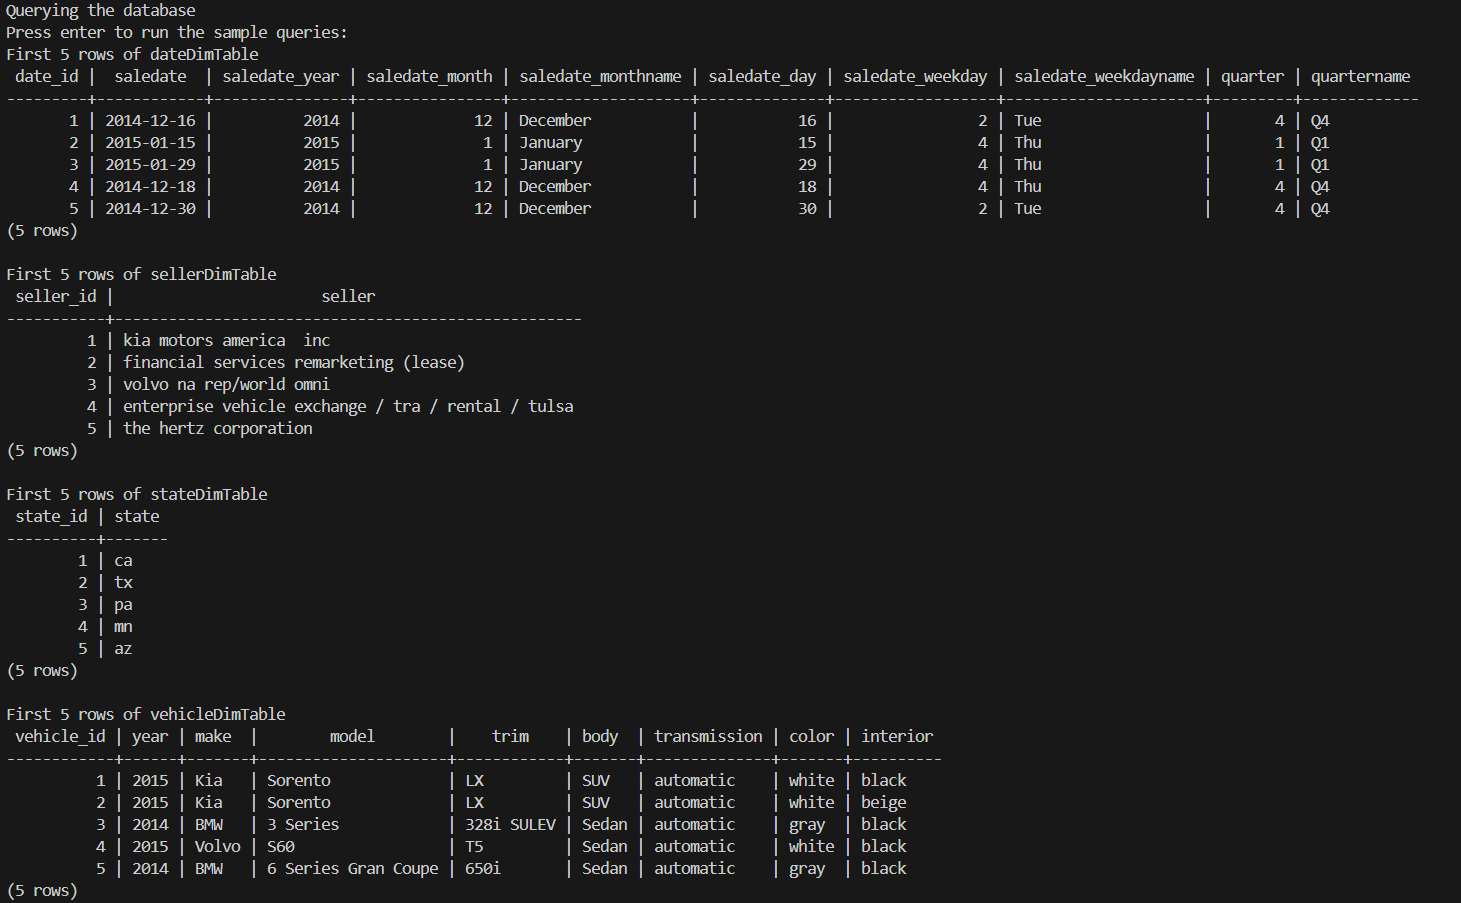 Querying the database
Press enter to run the sample queries:
First 5 rows of dateDimTable
 date_id |  saledate  | saledate_year | saledate_month | saledate_monthname | saledate_day | saledate_weekday | saledate_weekdayname | quarter | quartername
---------+------------+---------------+----------------+--------------------+--------------+------------------+----------------------+---------+-------------
       1 | 2014-12-16 |          2014 |             12 | December           |           16 |                2 | Tue                  |       4 | Q4
       2 | 2015-01-15 |          2015 |              1 | January            |           15 |                4 | Thu                  |       1 | Q1
       3 | 2015-01-29 |          2015 |              1 | January            |           29 |                4 | Thu                  |       1 | Q1
       4 | 2014-12-18 |          2014 |             12 | December           |           18 |                4 | Thu                  |       4 | Q4
       5 | 2014-12-30 |          2014 |             12 | December           |           30 |                2 | Tue                  |       4 | Q4
(5 rows)

First 5 rows of sellerDimTable
 seller_id |                       seller
-----------+----------------------------------------------------
         1 | kia motors america  inc
         2 | financial services remarketing (lease)
         3 | volvo na rep/world omni
         4 | enterprise vehicle exchange / tra / rental / tulsa
         5 | the hertz corporation
(5 rows)

First 5 rows of stateDimTable
 state_id | state
----------+-------
        1 | ca
        2 | tx
        3 | pa
        4 | mn
        5 | az
(5 rows)

First 5 rows of vehicleDimTable
 vehicle_id | year | make  |        model        |    trim    | body  | transmission | color | interior
------------+------+-------+---------------------+------------+-------+--------------+-------+----------
          1 | 2015 | Kia   | Sorento             | LX         | SUV   | automatic    | white | black
          2 | 2015 | Kia   | Sorento             | LX         | SUV   | automatic    | white | beige
          3 | 2014 | BMW   | 3 Series            | 328i SULEV | Sedan | automatic    | gray  | black
          4 | 2015 | Volvo | S60                 | T5         | Sedan | automatic    | white | black
          5 | 2014 | BMW   | 6 Series Gran Coupe | 650i       | Sedan | automatic    | gray  | black
(5 rows)